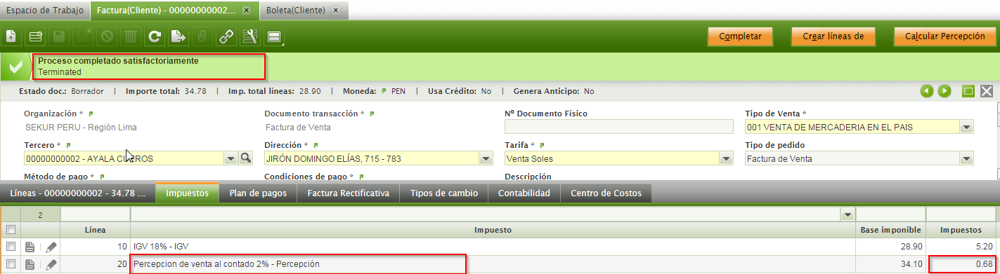 Espacio de Trabajo
Factura(Cliente) - 00000000002...
Boleta(Cliente)
Completar
Crear líneas de
Calcular Percepción
Proceso completado satisfactoriamente
Terminated
Estado doc.: Borrador | Importe total: 34.78 | Imp. total líneas: 28.90 | Moneda: PEN | Usa Crédito: No | Genera Anticipo: No
Organización * Documento transacción * Nº Documento Físico Tipo de Venta *
SEKUR PERU - Región Lima Factura de Venta 001 VENTA DE MERCADERIA EN EL PAIS
Tercero * Dirección * Tarifa * Tipo de pedido
00000000002 - AYALA CUEROS JIRÓN DOMINGO ELÍAS, 715 - 783 Venta Soles Factura de Venta
Método de pago * Condiciones de pago * Descripción
Líneas - 00000000002 - 34.78 ... Impuestos Plan de pagos Factura Rectificativa Tipos de cambio Contabilidad Centro de Costos
2
Línea Impuesto Base imponible Impuestos
10 IGV 18% - IGV 28.90 5.20
20 Percepcion de venta al contado 2% - Percepción 34.10 0.68